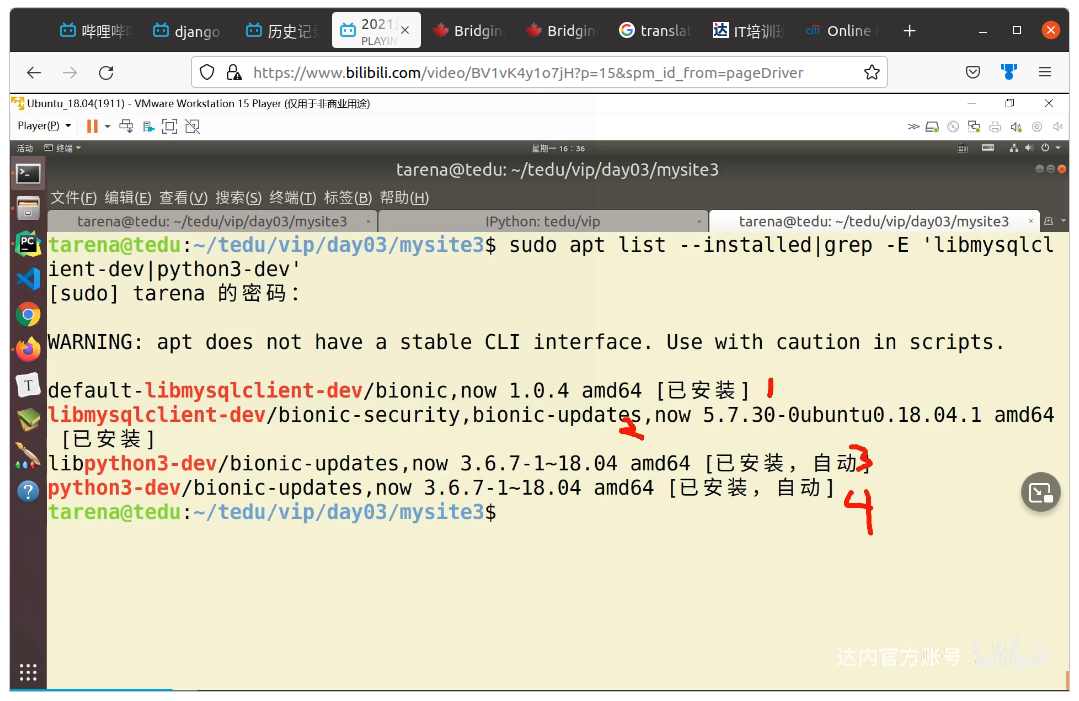 哔哩哔
django
历史记
2021
PLAYIN
Bridgin
Bridgin
translat
IT培训
Online
https://www.bilibili.com/video/BV1vK4y1o7jH?p=15&spm_id_from=pageDriver
Ubuntu_18.04(1911) - VMware Workstation 15 Player (仅用于非商业用途)
Player(P)
活动 终端 星期一 16：36
tarena@tedu: ~/tedu/vip/day03/mysite3
文件(F) 编辑(E) 查看(V) 搜索(S) 终端(T) 标签(B) 帮助(H)
tarena@tedu: ~/tedu/vip/day03/mysite3 × IPython: tedu/vip × tarena@tedu: ~/tedu/vip/day03/mysite3 ×
tarena@tedu:~/tedu/vip/day03/mysite3$ sudo apt list --installed|grep -E 'libmysqlcl
ient-dev|python3-dev'
[sudo] tarena 的密码：
WARNING: apt does not have a stable CLI interface. Use with caution in scripts.
default-libmysqlclient-dev/bionic,now 1.0.4 amd64 [已安装] 1
libmysqlclient-dev/bionic-security,bionic-updates,now 5.7.30-0ubuntu0.18.04.1 amd64
[已安装] 2
libpython3-dev/bionic-updates,now 3.6.7-1~18.04 amd64 [已安装，自动] 3
python3-dev/bionic-updates,now 3.6.7-1~18.04 amd64 [已安装，自动] 4
tarena@tedu:~/tedu/vip/day03/mysite3$
达内官方账号